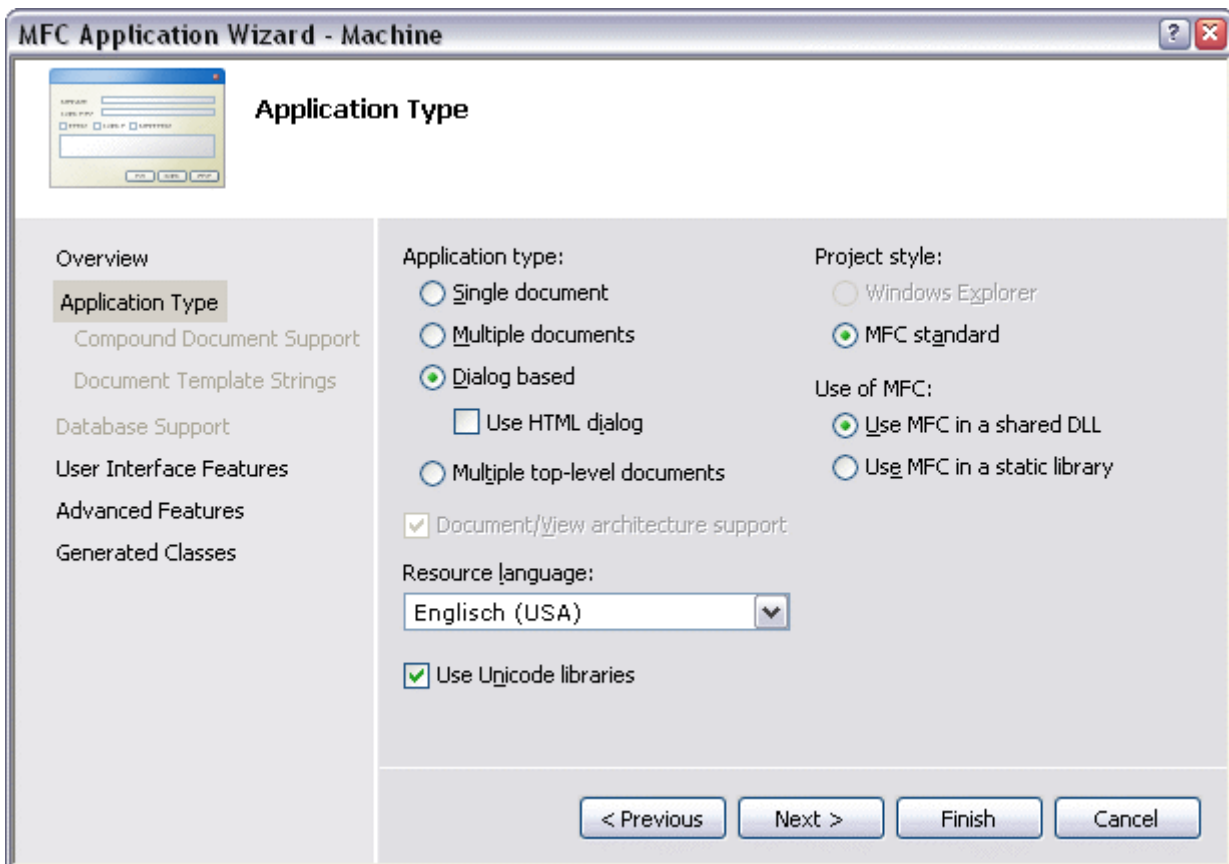 MFC Application Wizard - Machine
Application Type
Overview
Application Type
Compound Document Support
Document Template Strings
Database Support
User Interface Features
Advanced Features
Generated Classes
Application type:
Single document
Multiple documents
Dialog based
Use HTML dialog
Multiple top-level documents
Document/View architecture support
Resource language:
Englisch (USA)
Use Unicode libraries
Project style:
Windows Explorer
MFC standard
Use of MFC:
Use MFC in a shared DLL
Use MFC in a static library
< Previous
Next >
Finish
Cancel